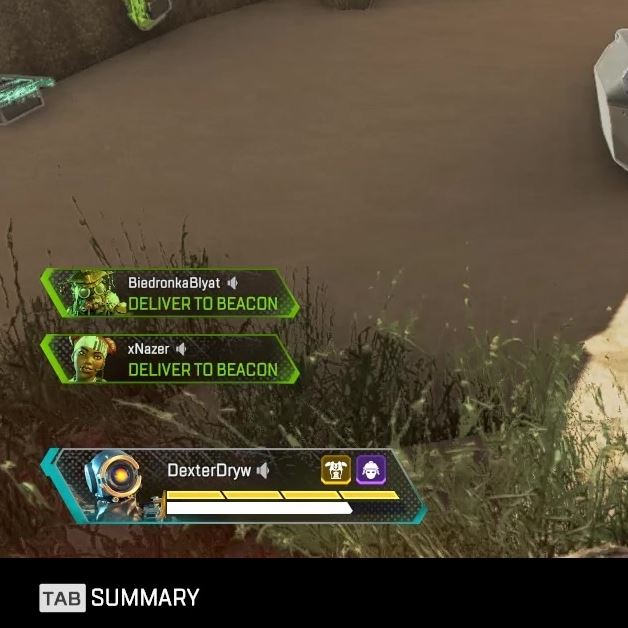 BiedronkaBlyat
DELIVER TO BEACON
xNazer
DELIVER TO BEACON
DexterDryw
TAB SUMMARY